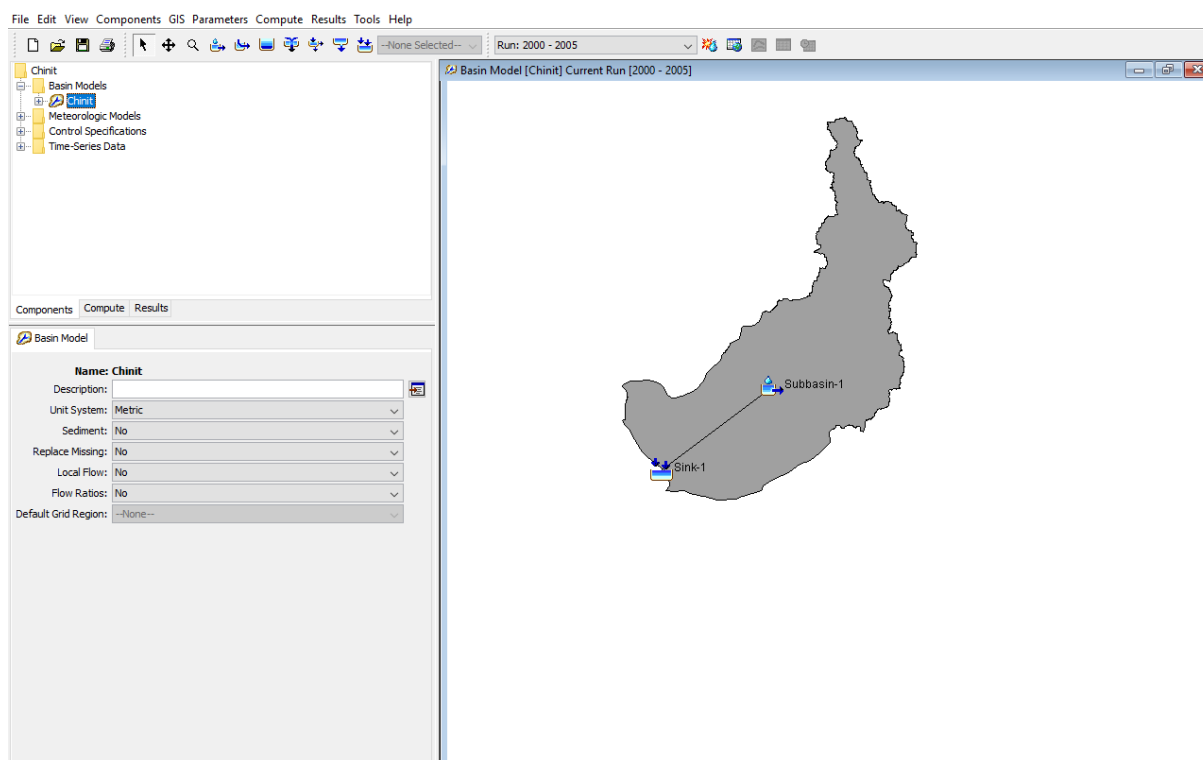 File Edit View Components GIS Parameters Compute Results Tools Help
--None Selected-- Run: 2000 - 2005
Chinit
Basin Models
Chinit
Meteorologic Models
Control Specifications
Time-Series Data
Components Compute Results
Basin Model
Name: Chinit
Description:
Unit System: Metric
Sediment: No
Replace Missing: No
Local Flow: No
Flow Ratios: No
Default Grid Region: --None--
Basin Model [Chinit] Current Run [2000 - 2005]
Subbasin-1
Sink-1